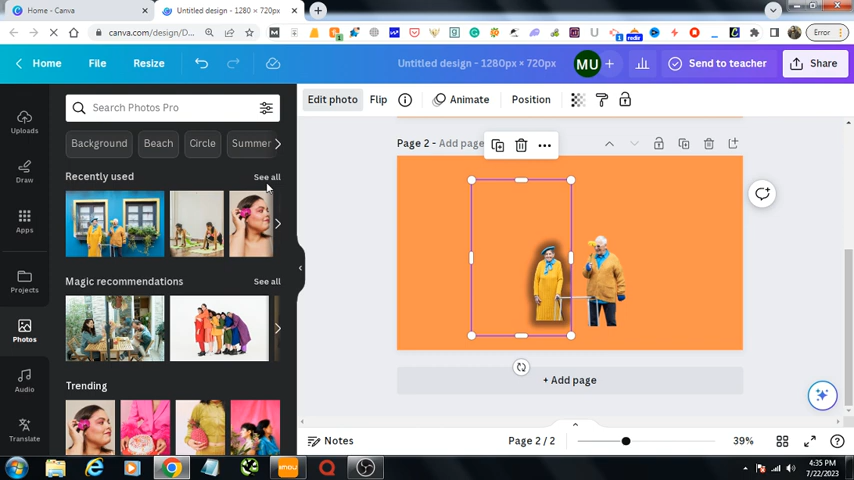 Home - Canva
Untitled design - 1280 × 720px
canva.com/design/D
Error
Home
File
Resize
Untitled design - 1280px × 720px
MU
Send to teacher
Share
Search Photos Pro
Edit photo
Flip
Animate
Position
Background
Beach
Circle
Summer
Page 2 - Add page
Uploads
Recently used
See all
Draw
Apps
Magic recommendations
See all
Projects
Photos
Audio
Trending
Translate
+ Add page
Notes
Page 2 / 2
39%
4:35 PM
7/22/2023